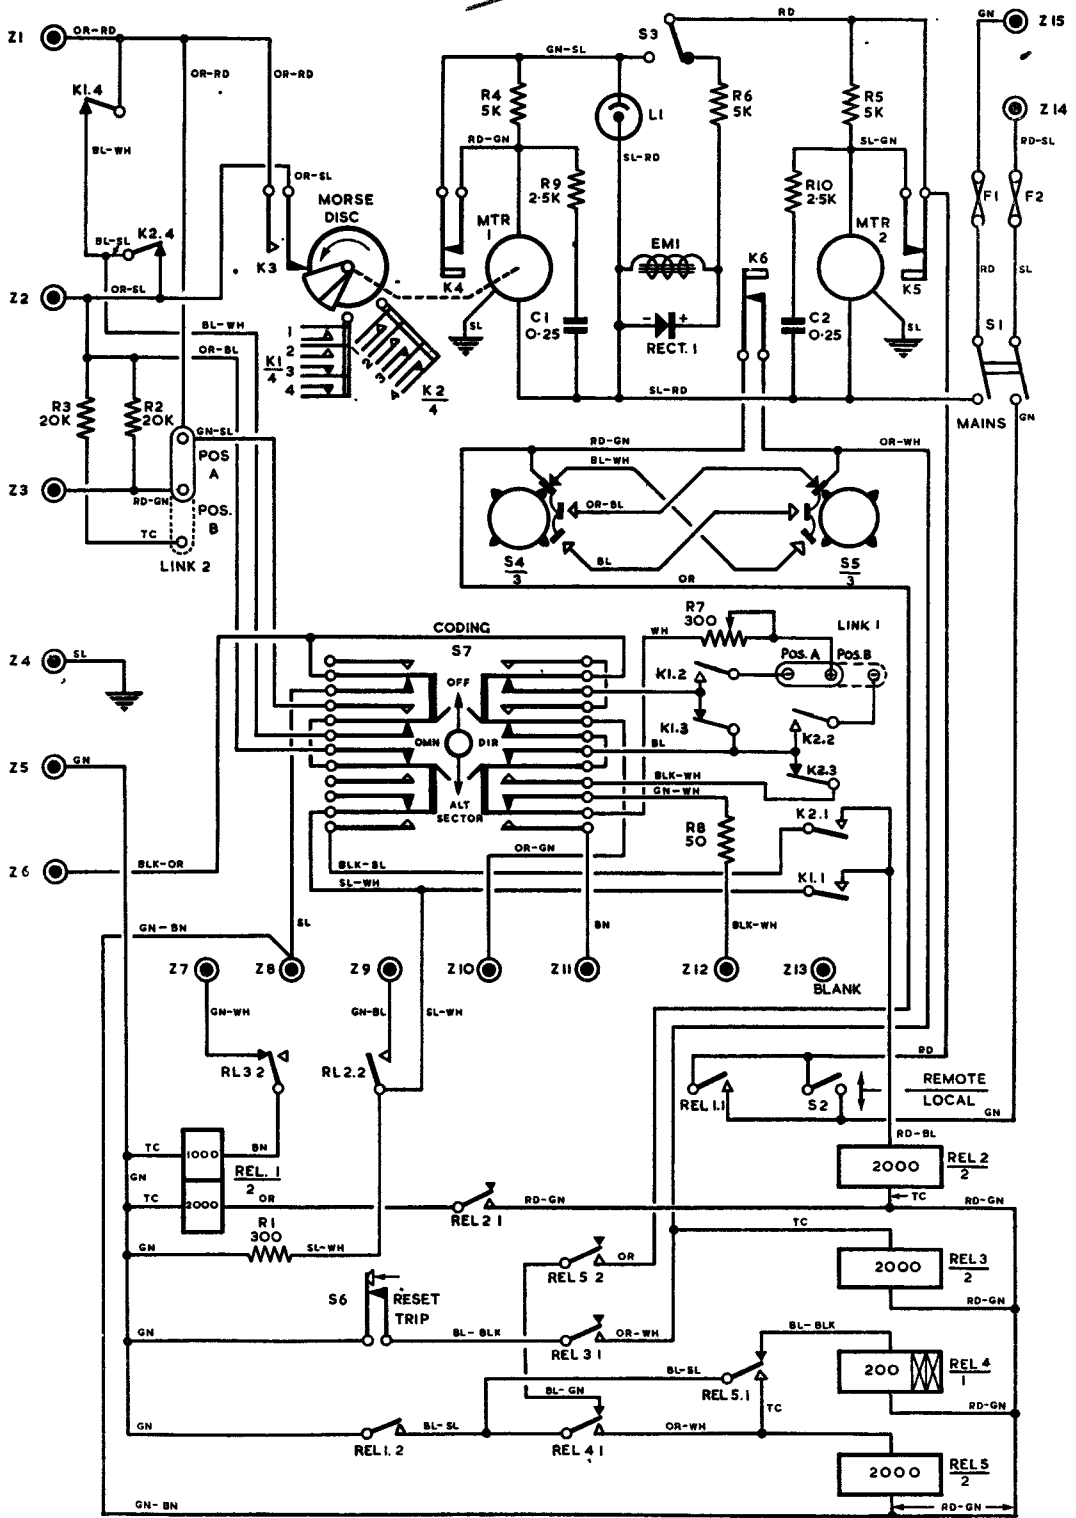 Z1
OR-RD
OR-RD
OR-RD
K1.4
BL-WH
GN-SL
S3
RD
GN
Z15
R4
5K
L1
R6
5K
R5
5K
Z14
RD-SL
RD-GN
SL-RD
SL-GN
OR-SL
MORSE
DISC
R9
2·5K
R10
2·5K
F1
F2
BL-SL
K2.4
MTR
1
EM1
K6
MTR
2
K3
K4
K5
RD
SL
Z2
OR-SL
BL-WH
OR-BL
SL
C1
0·25
-
+
RECT.1
C2
0·25
SL
S1
1
2
3
4
K1
4
1
2
3
4
K2
4
SL-RD
MAINS
GN
R3
20K
R2
20K
GN-SL
POS
A
RD-GN
BL-WH
OR-WH
Z3
RD-GN
POS.
B
TC
LINK 2
OR-BL
BL
S4
3
S5
3
OR
CODING
S7
R7
300
WH
LINK 1
POS. A
POS. B
Z4
SL
OFF
K1.2
K1.3
OMN
DIR
K2.2
BL
Z5
GN
BLK-WH
K2.3
GN-WH
ALT
SECTOR
R8
50
K2.1
OR-GN
Z6
BLK-OR
BLK-BL
SL-WH
K1.1
SL
BN
BLK-WH
GN-BN
Z7
Z8
Z9
Z10
Z11
Z12
Z13
BLANK
GN-WH
GN-BL
SL-WH
RL3 2
RL2.2
RD
REL 1.1
S2
REMOTE
LOCAL
GN
RD-BL
TC
1000
BN
REL. 1
2
GN
TC
2000
OR
REL 2 1
RD-GN
2000
REL 2
2
TC
RD-GN
R1
300
GN
SL-WH
TC
REL 5 2
OR
2000
REL 3
2
RD-GN
S6
RESET
TRIP
GN
BL-BLK
OR-WH
REL 3 1
BL-BLK
BL-SL
REL 5.1
200
REL 4
1
BL-GN
TC
RD-GN
GN
BL-SL
OR-WH
REL 1.2
REL 4 1
2000
REL 5
2
GN-BN
RD-GN